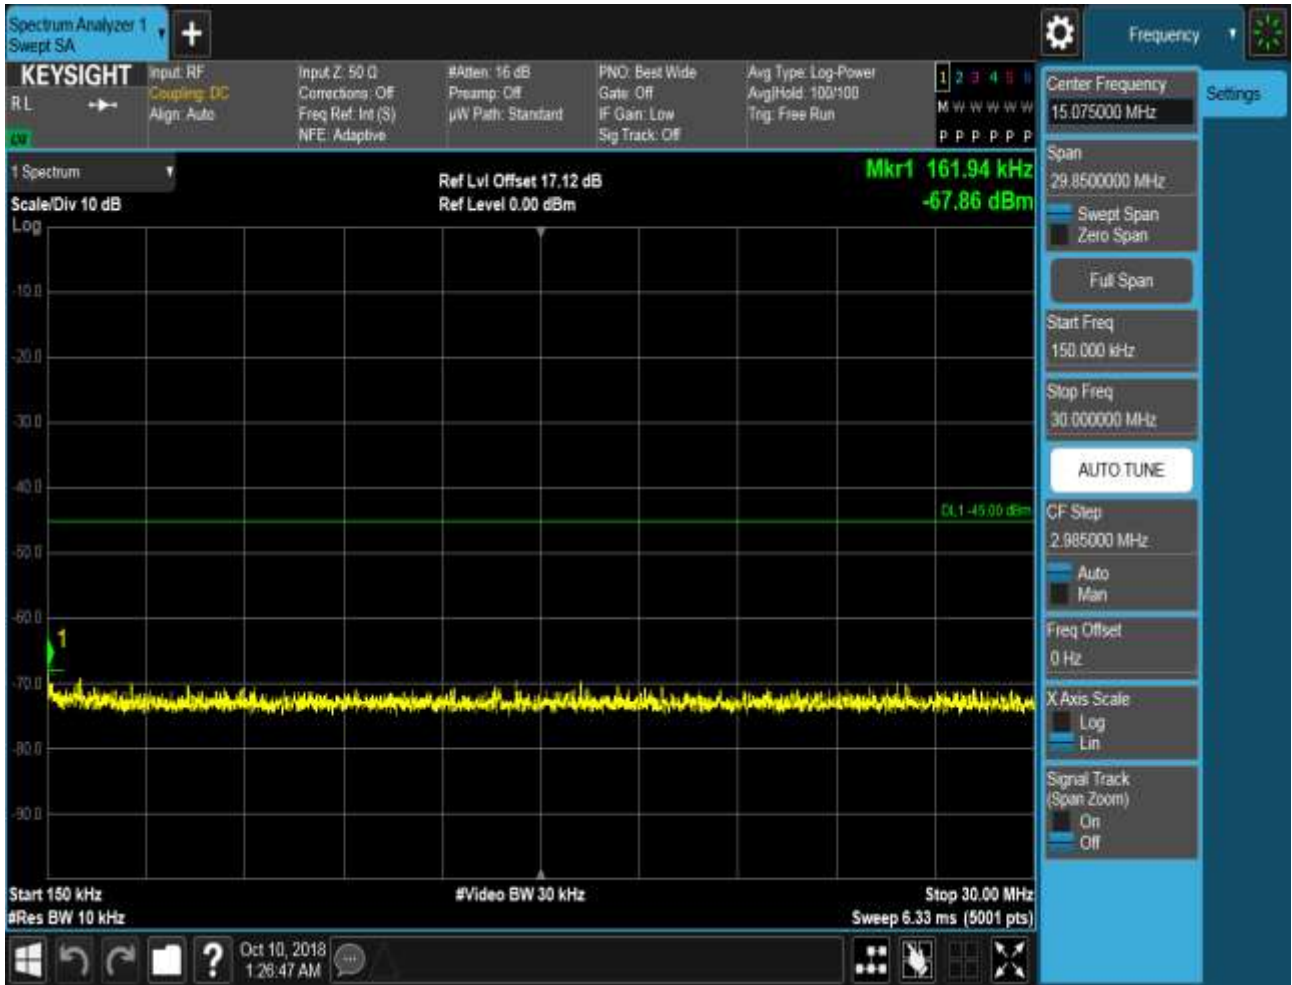 Spectrum Analyzer 1
Swept SA
Frequency
KEYSIGHT
RL
Input: RF
Coupling: DC
Align: Auto
Input Z: 50 Ω
Corrections: Off
Freq Ref: Int (S)
NFE: Adaptive
#Atten: 16 dB
Preamp: Off
µW Path: Standard
PNO: Best Wide
Gate: Off
IF Gain: Low
Sig Track: Off
Avg Type: Log-Power
Avg|Hold: 100/100
Trig: Free Run
1 2 3 4 5 6
M W W W W W
P P P P P P
1 Spectrum
Scale/Div 10 dB
Log
Ref Lvl Offset 17.12 dB
Ref Level 0.00 dBm
Mkr1 161.94 kHz
-67.86 dBm
-10.0
-20.0
-30.0
-40.0
DL1 -45.00 dBm
-50.0
-60.0
1
-70.0
-80.0
-90.0
Start 150 kHz
#Video BW 30 kHz
Stop 30.00 MHz
#Res BW 10 kHz
Sweep 6.33 ms (5001 pts)
Center Frequency
15.075000 MHz
Settings
Span
29.8500000 MHz
Swept Span
Zero Span
Full Span
Start Freq
150.000 kHz
Stop Freq
30.000000 MHz
AUTO TUNE
CF Step
2.985000 MHz
Auto
Man
Freq Offset
0 Hz
X Axis Scale
Log
Lin
Signal Track
(Span Zoom)
On
Off
?
Oct 10, 2018
1:26:47 AM